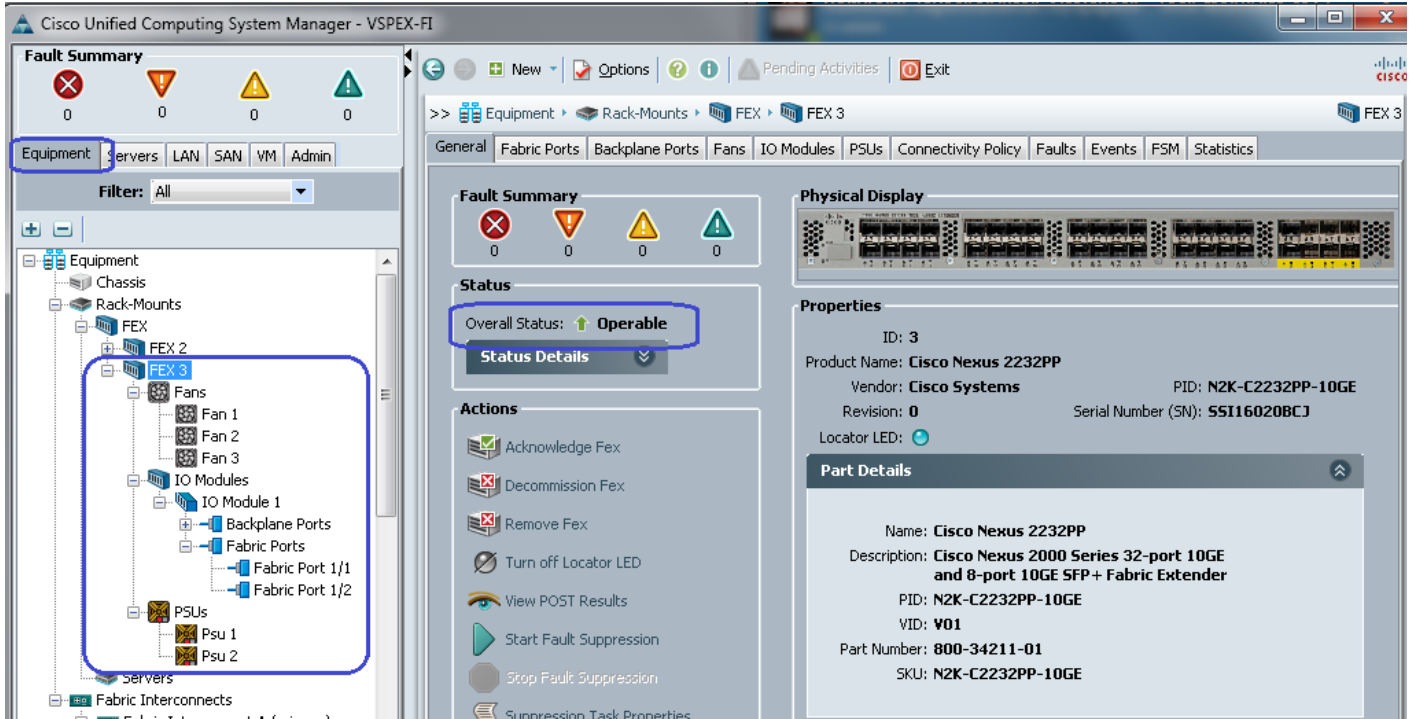 Cisco Unified Computing System Manager - VSPEX-FI
Fault Summary
0 0 0 0
Equipment Servers LAN SAN VM Admin
Filter: All
Equipment
Chassis
Rack-Mounts
FEX
FEX 2
FEX 3
Fans
Fan 1
Fan 2
Fan 3
IO Modules
IO Module 1
Backplane Ports
Fabric Ports
Fabric Port 1/1
Fabric Port 1/2
PSUs
Psu 1
Psu 2
Servers
Fabric Interconnects
New Options Pending Activities Exit
cisco
>> Equipment Rack-Mounts FEX FEX 3
FEX 3
General Fabric Ports Backplane Ports Fans IO Modules PSUs Connectivity Policy Faults Events FSM Statistics
Fault Summary
0 0 0 0
Status
Overall Status: Operable
Status Details
Actions
Acknowledge Fex
Decommission Fex
Remove Fex
Turn off Locator LED
View POST Results
Start Fault Suppression
Stop Fault Suppression
Suppression Task Properties
Physical Display
Properties
ID: 3
Product Name: Cisco Nexus 2232PP
Vendor: Cisco Systems PID: N2K-C2232PP-10GE
Revision: 0 Serial Number (SN): SSI16020BCJ
Locator LED:
Part Details
Name: Cisco Nexus 2232PP
Description: Cisco Nexus 2000 Series 32-port 10GE
and 8-port 10GE SFP+ Fabric Extender
PID: N2K-C2232PP-10GE
VID: V01
Part Number: 800-34211-01
SKU: N2K-C2232PP-10GE